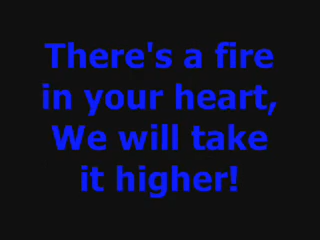 There's a fire
in your heart,
We will take
it higher!